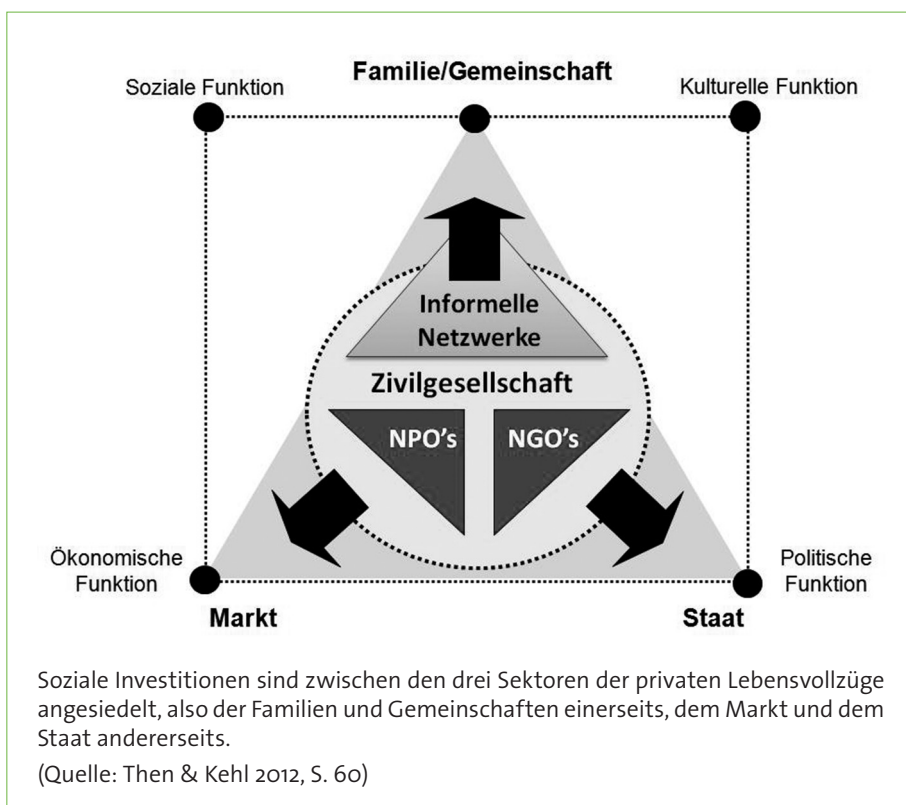 Familie/Gemeinschaft
Soziale Funktion
Kulturelle Funktion
Informelle
Netzwerke
Zivilgesellschaft
NPO's
NGO's
Ökonomische
Funktion
Politische
Funktion
Markt
Staat
Soziale Investitionen sind zwischen den drei Sektoren der privaten Lebensvollzüge
angesiedelt, also der Familien und Gemeinschaften einerseits, dem Markt und dem
Staat andererseits.
(Quelle: Then & Kehl 2012, S. 60)